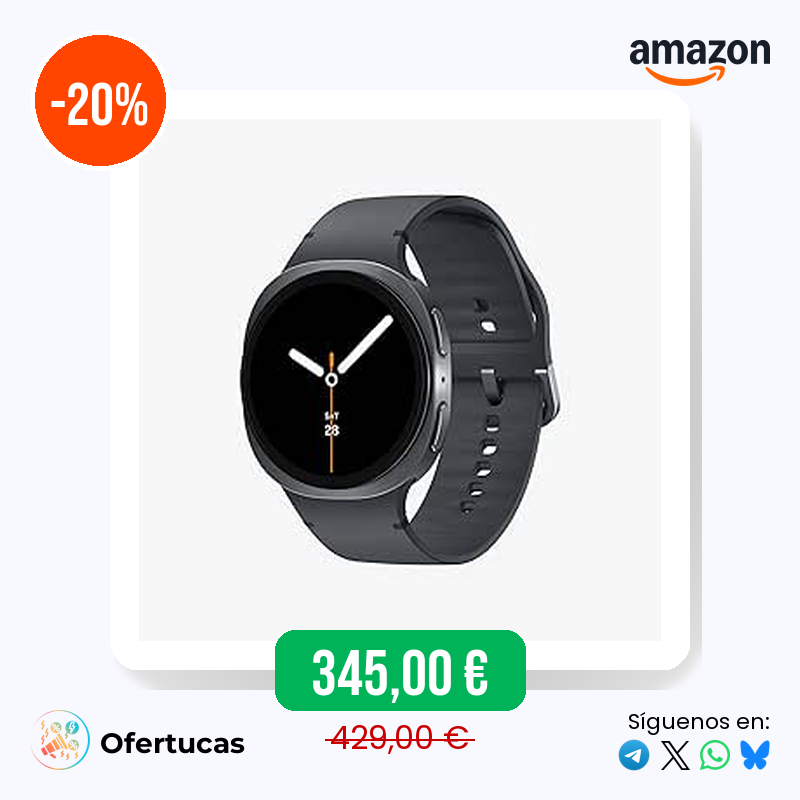 -20%
amazon
SAT
28
345,00 €
429,00 €
Ofertucas
Síguenos en: